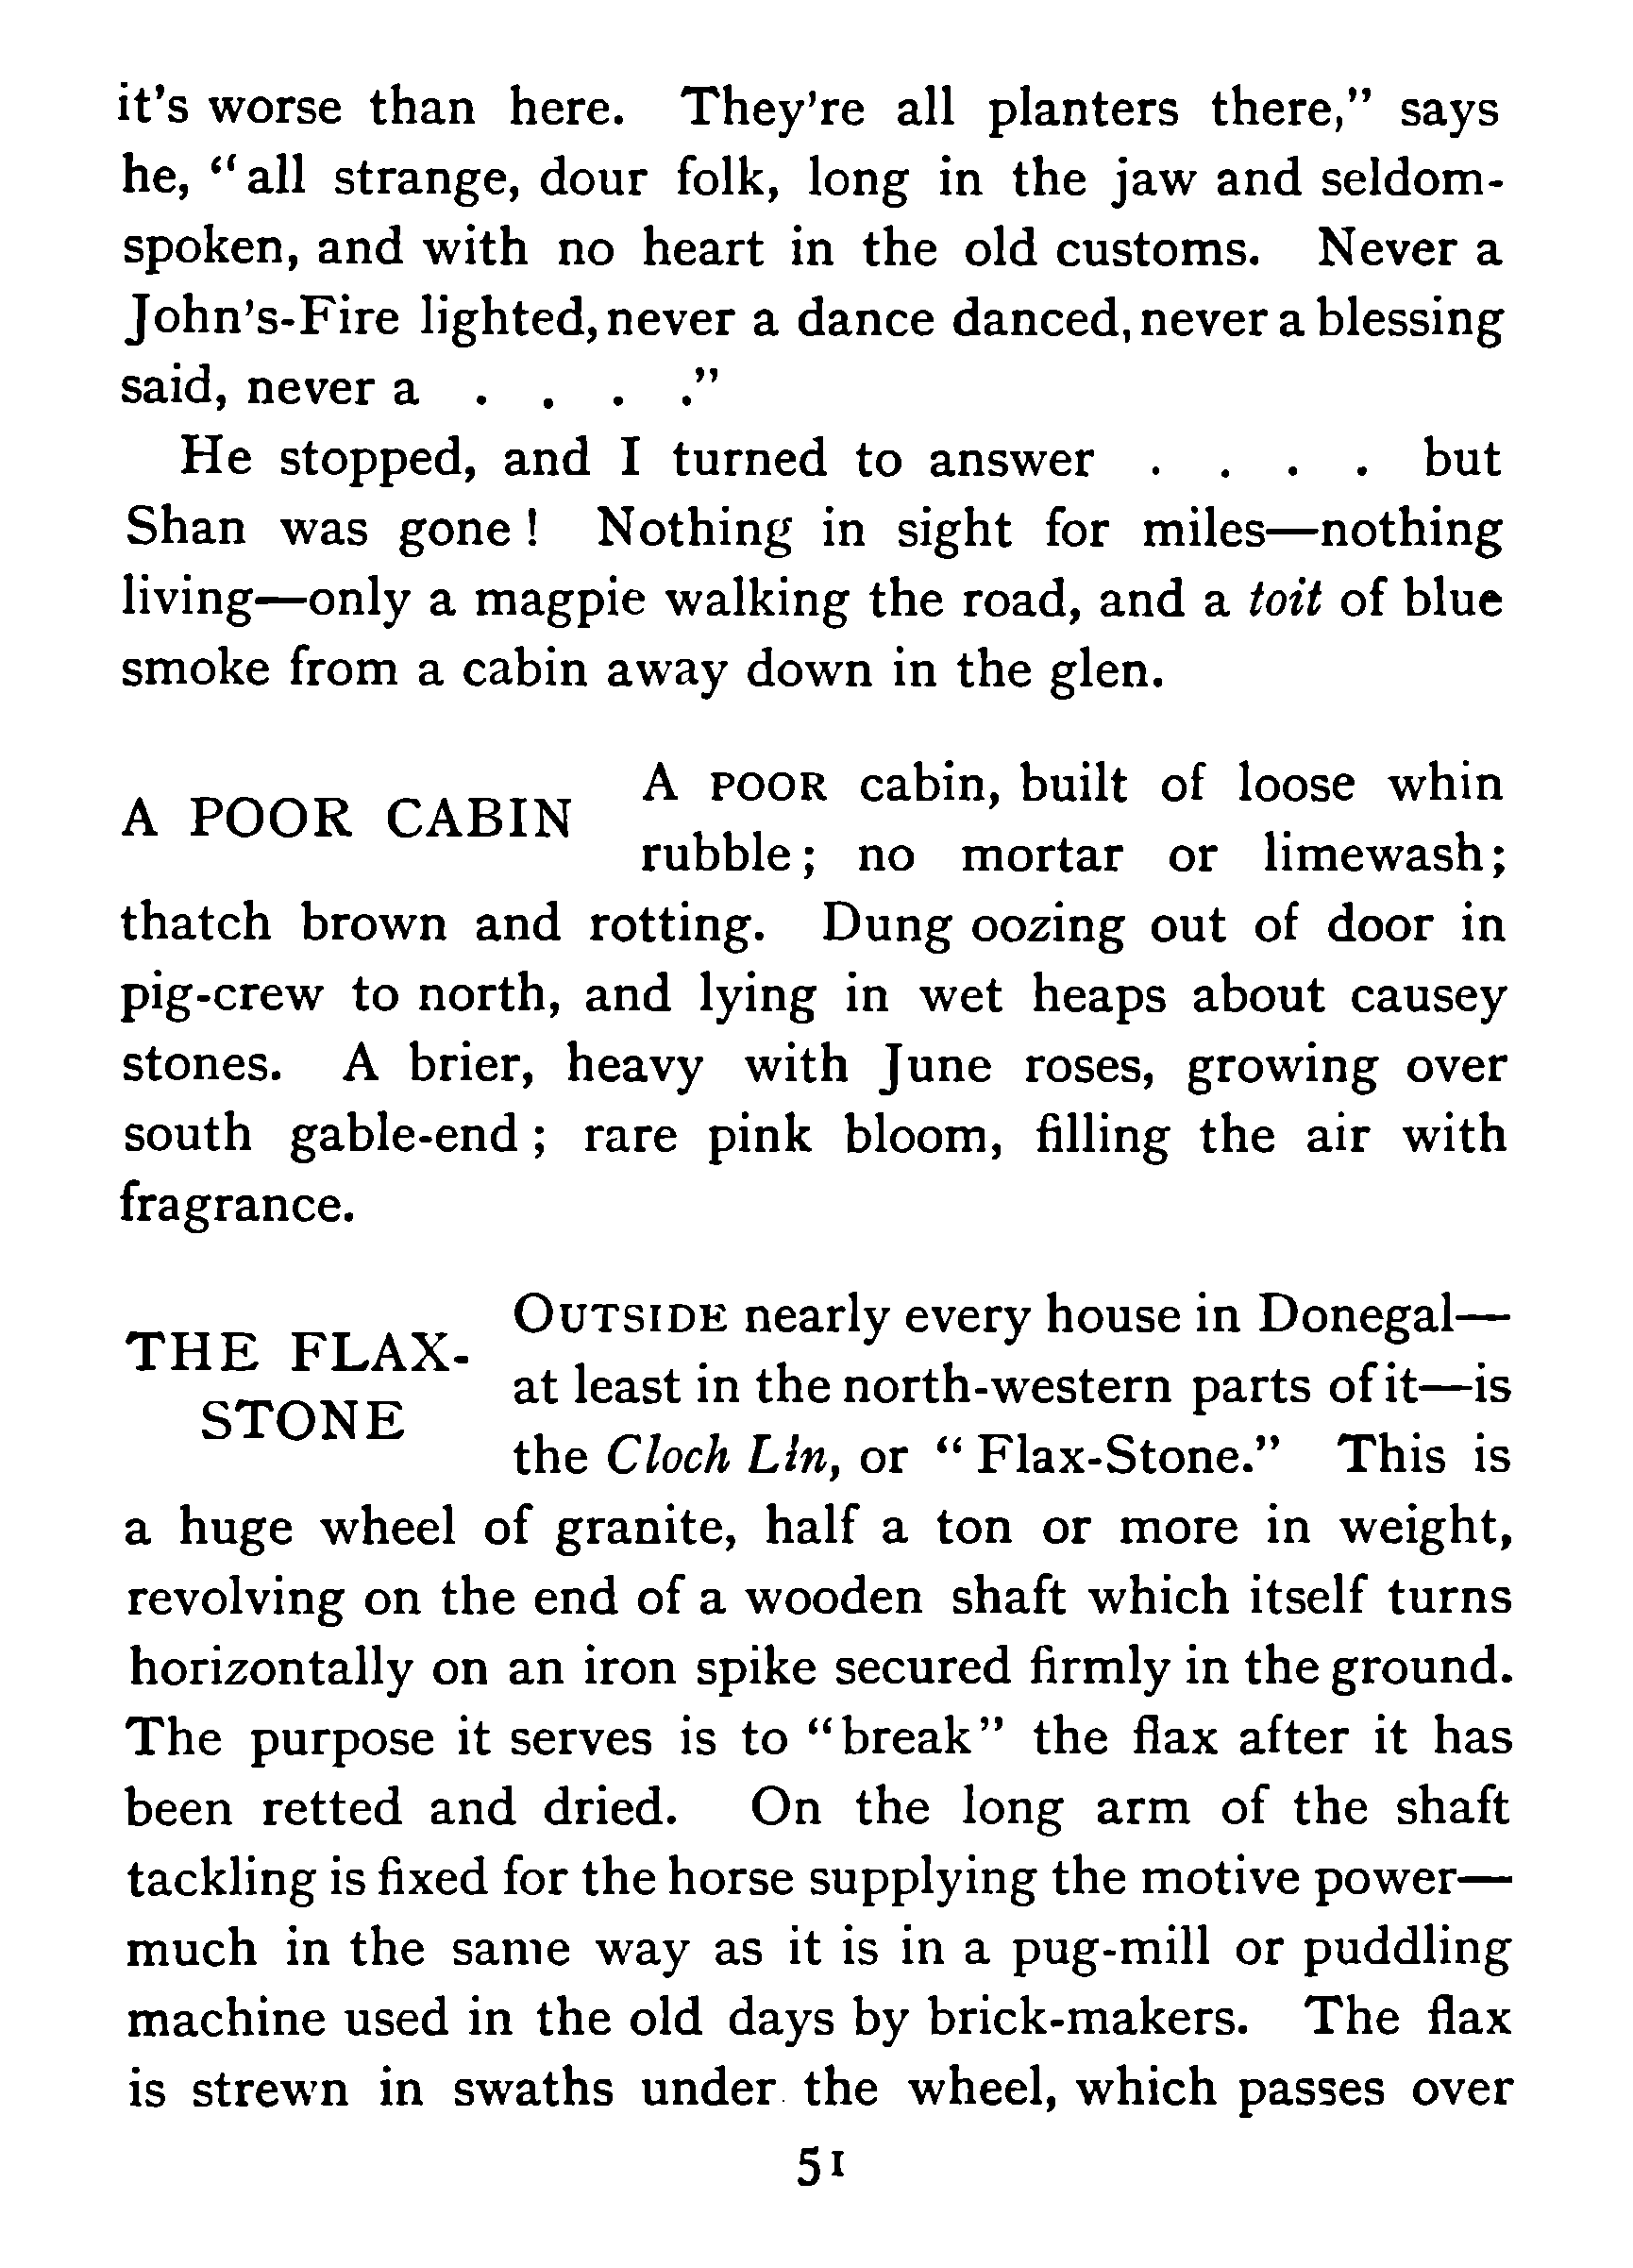 it's worse than here. They're all planters there," says
he, "all strange, dour folk, long in the jaw and seldom-
spoken, and with no heart in the old customs. Never a
John's-Fire lighted, never a dance danced, never a blessing
said, never a . . . ."
He stopped, and I turned to answer . . . . but
Shan was gone! Nothing in sight for miles—nothing
living—only a magpie walking the road, and a toit of blue
smoke from a cabin away down in the glen.
A POOR CABIN
A POOR cabin, built of loose whin
rubble; no mortar or limewash;
thatch brown and rotting. Dung oozing out of door in
pig-crew to north, and lying in wet heaps about causey
stones. A brier, heavy with June roses, growing over
south gable-end; rare pink bloom, filling the air with
fragrance.
THE FLAX-
STONE
OUTSIDE nearly every house in Donegal—
at least in the north-western parts of it—is
the Cloch Lín, or "Flax-Stone." This is
a huge wheel of granite, half a ton or more in weight,
revolving on the end of a wooden shaft which itself turns
horizontally on an iron spike secured firmly in the ground.
The purpose it serves is to "break" the flax after it has
been retted and dried. On the long arm of the shaft
tackling is fixed for the horse supplying the motive power—
much in the same way as it is in a pug-mill or puddling
machine used in the old days by brick-makers. The flax
is strewn in swaths under the wheel, which passes over
51